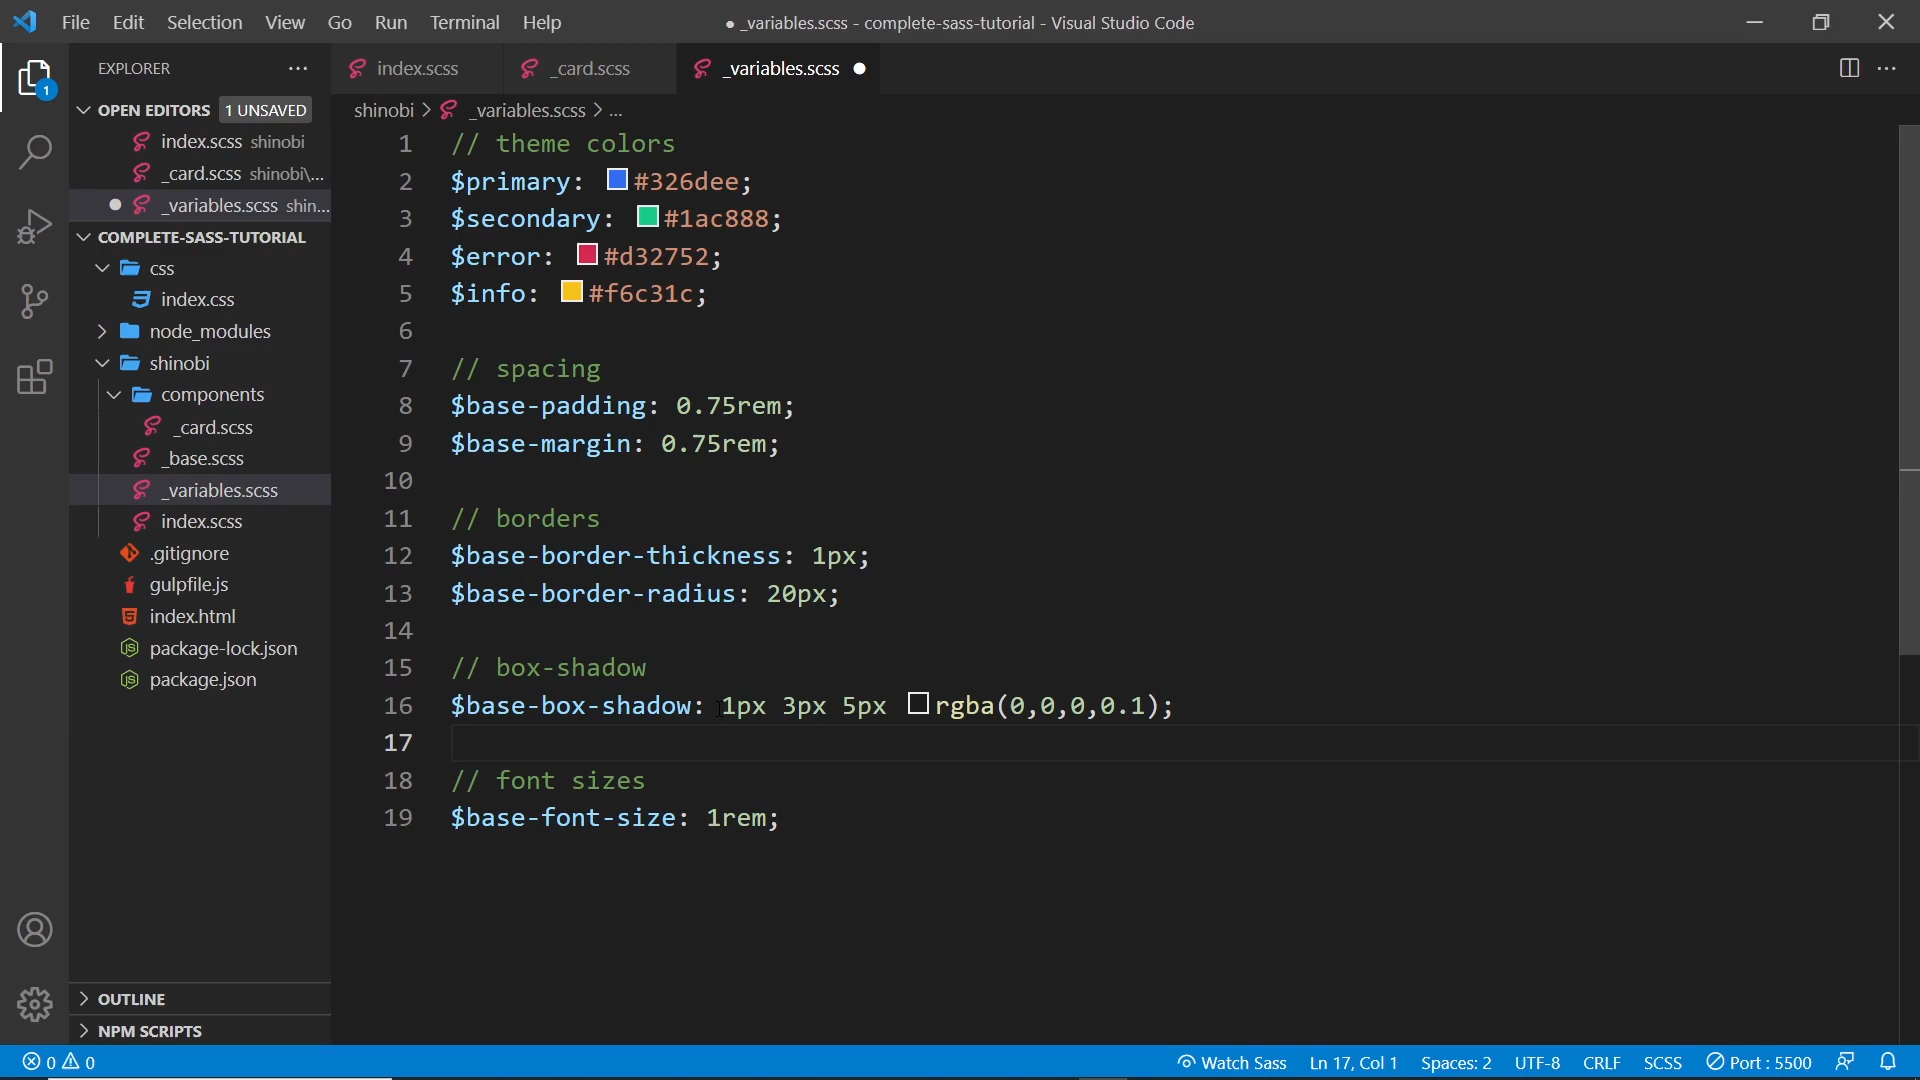 File Edit Selection View Go Run Terminal Help
● _variables.scss - complete-sass-tutorial - Visual Studio Code
EXPLORER ...
index.scss
_card.scss
_variables.scss ●
1
OPEN EDITORS 1 UNSAVED
index.scss shinobi
_card.scss shinobi\...
● _variables.scss shin...
COMPLETE-SASS-TUTORIAL
css
index.css
node_modules
shinobi
components
_card.scss
_base.scss
_variables.scss
index.scss
.gitignore
gulpfile.js
index.html
package-lock.json
package.json
OUTLINE
NPM SCRIPTS
shinobi > _variables.scss > ...
1 // theme colors
2 $primary: #326dee;
3 $secondary: #1ac888;
4 $error: #d32752;
5 $info: #f6c31c;
6
7 // spacing
8 $base-padding: 0.75rem;
9 $base-margin: 0.75rem;
10
11 // borders
12 $base-border-thickness: 1px;
13 $base-border-radius: 20px;
14
15 // box-shadow
16 $base-box-shadow: 1px 3px 5px rgba(0,0,0,0.1);
17
18 // font sizes
19 $base-font-size: 1rem;
0 0 Watch Sass Ln 17, Col 1 Spaces: 2 UTF-8 CRLF SCSS Port : 5500